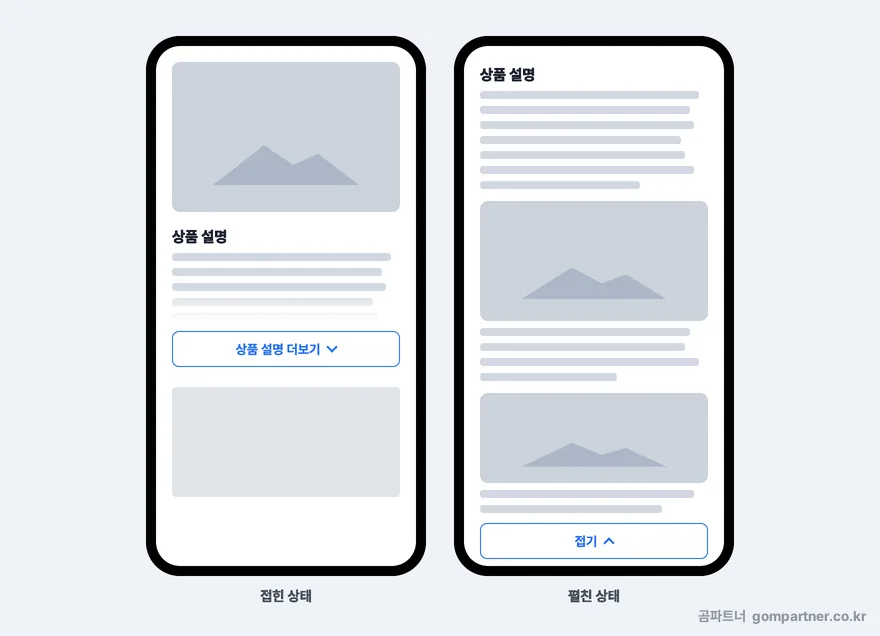 상품 설명
상품 설명 더보기
접힌 상태
상품 설명
접기
펼친 상태
곰파트너 gompartner.co.kr